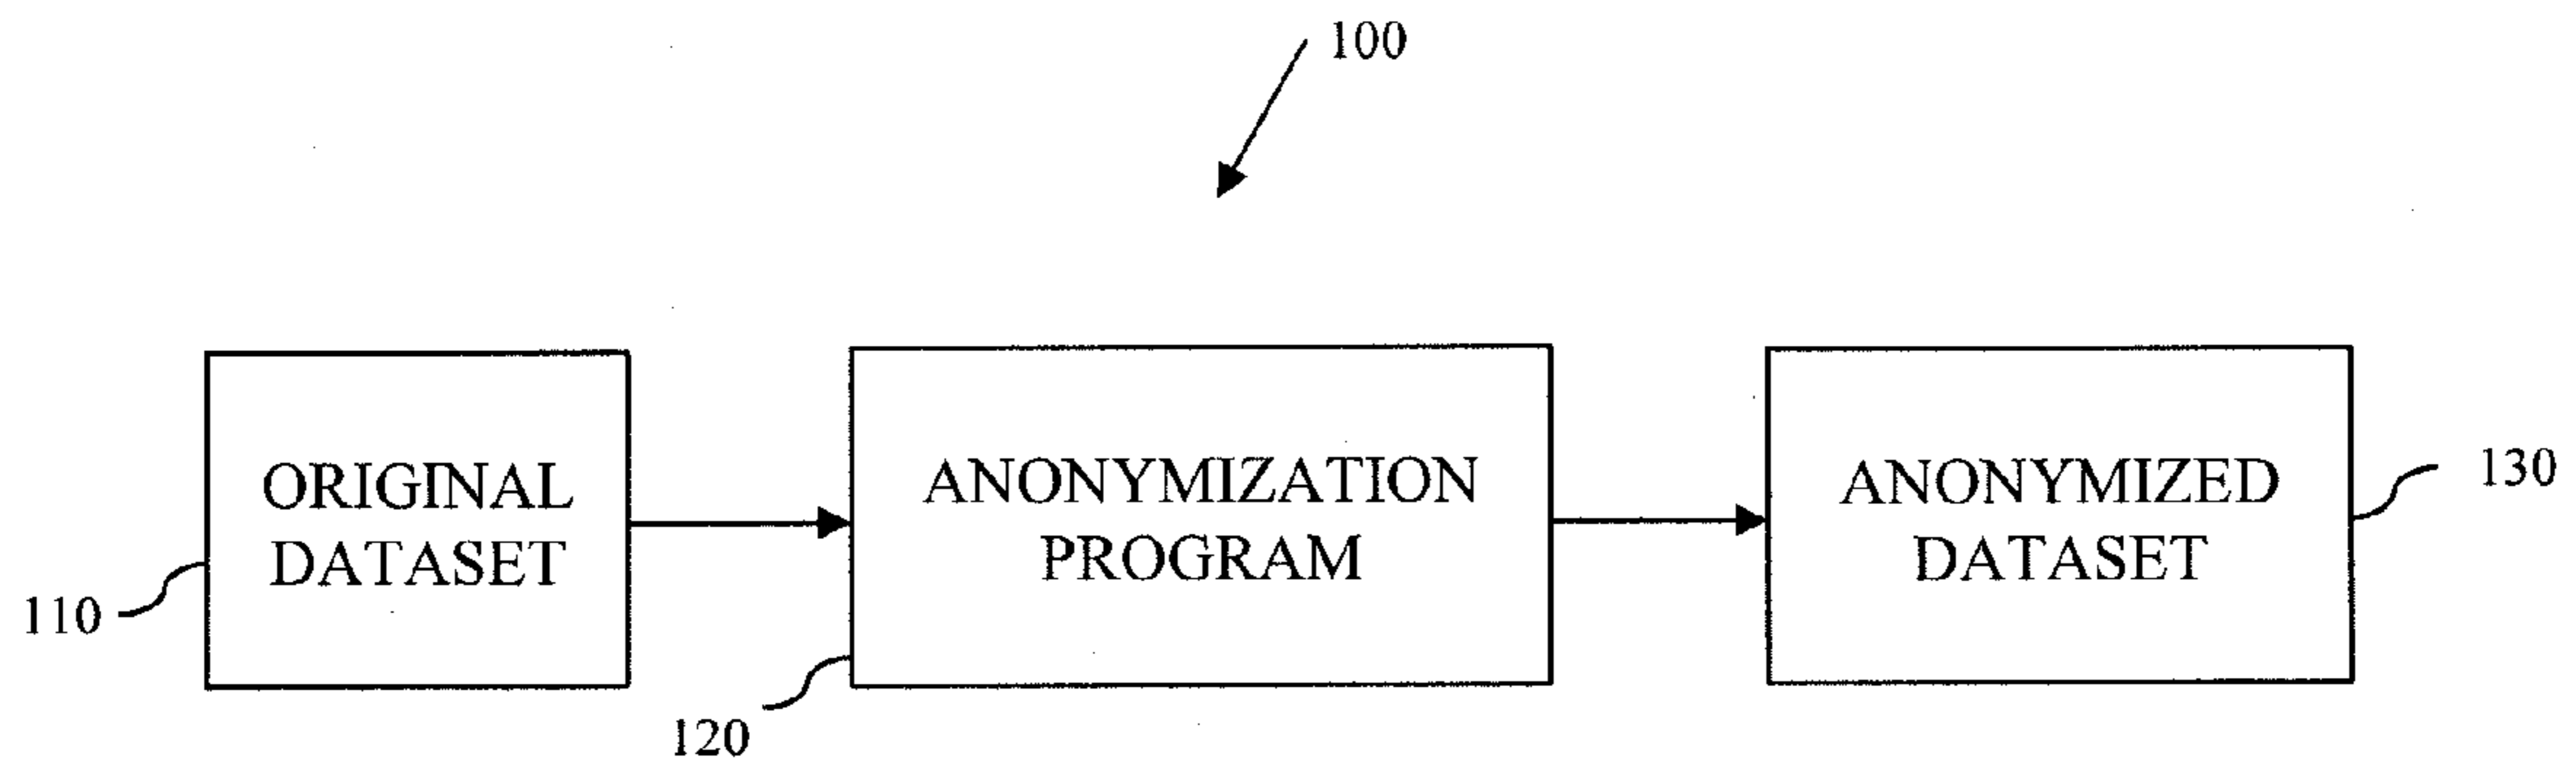 100
ORIGINAL
DATASET
ANONYMIZATION
PROGRAM
ANONYMIZED
DATASET
130
110
120